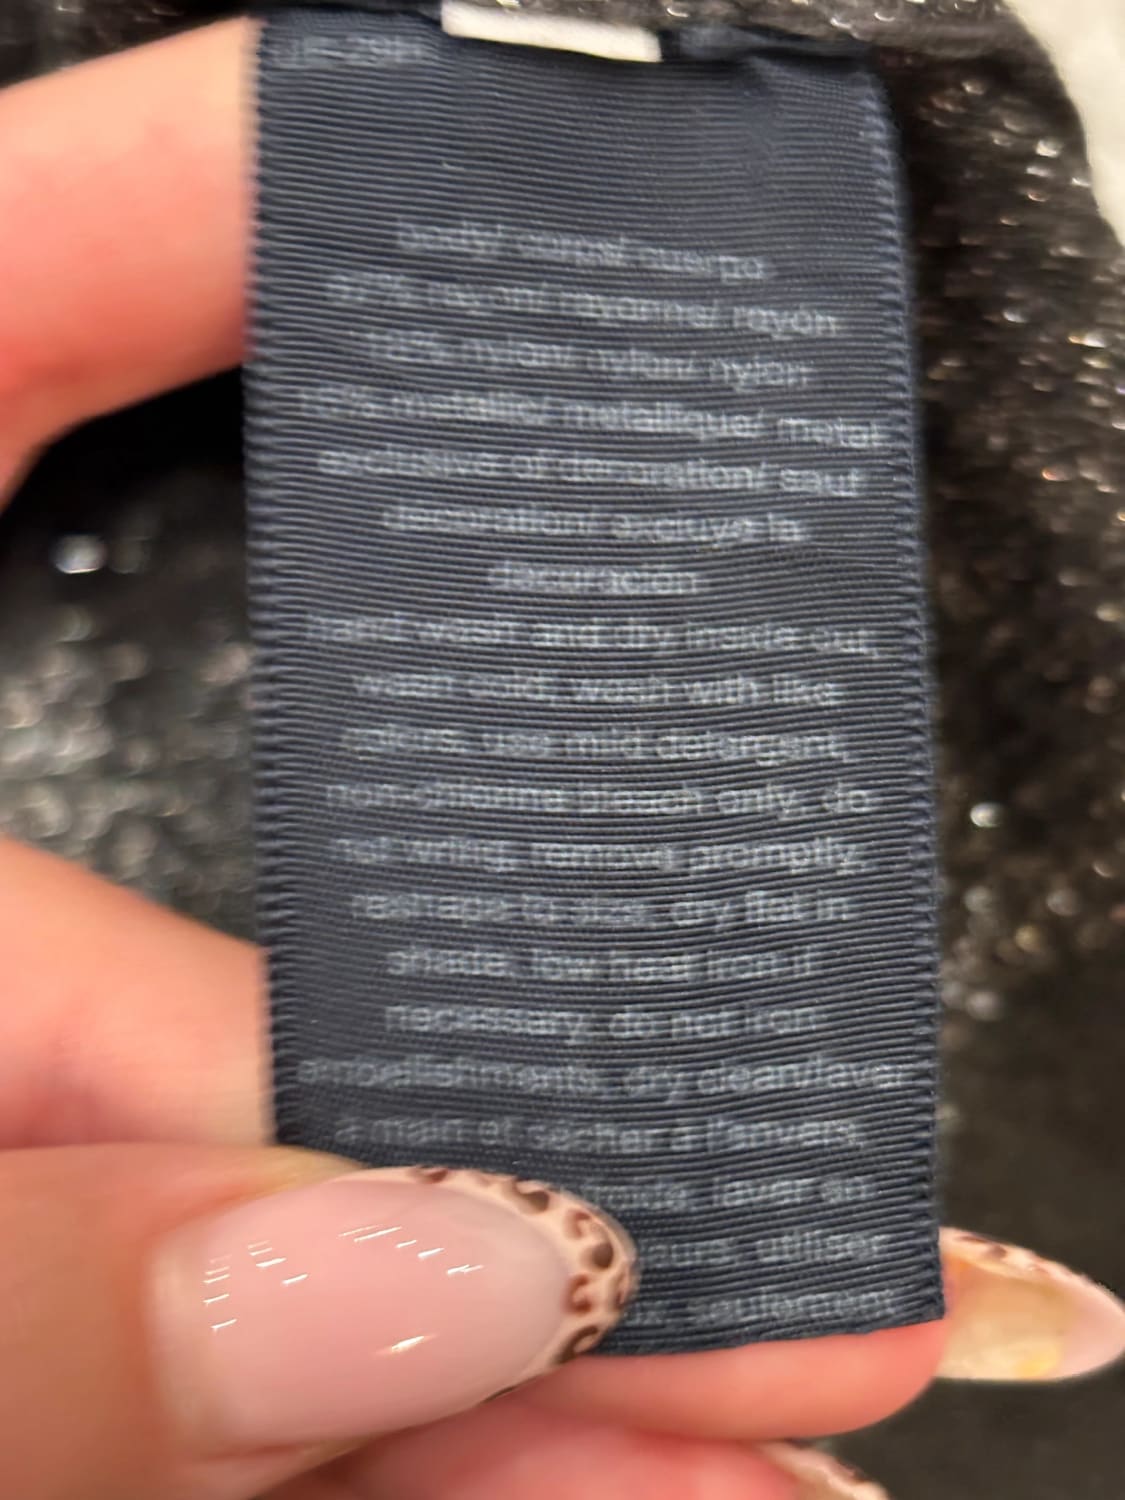 body/ corps/ cuerpo
rayon/ rayonne/ rayón
nylon/ nylon/ nylon
metallic/ metallique/ metal
exclusive of decoration/ sauf
decoration/ excluye la
decoración
hand wash and dry inside out,
wash cold, wash with like
colors, use mild detergent,
non-chlorine bleach only, do
not wring, remove promptly,
reshape to size, dry flat in
shade, low heat iron if
necessary, do not iron
embellishments, dry clean/laver
a main et sécher à l'envers,
froide, laver an
utiliser
seulement